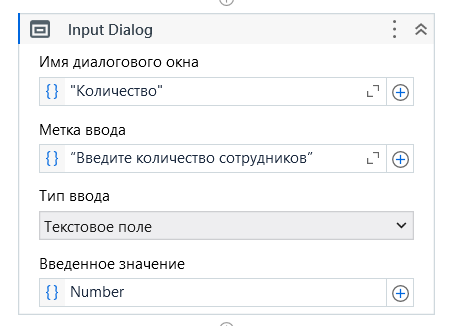 Input Dialog
Имя диалогового окна
{} "Количество"
Метка ввода
{} “Введите количество сотрудников”
Тип ввода
Текстовое поле
Введенное значение
{} Number